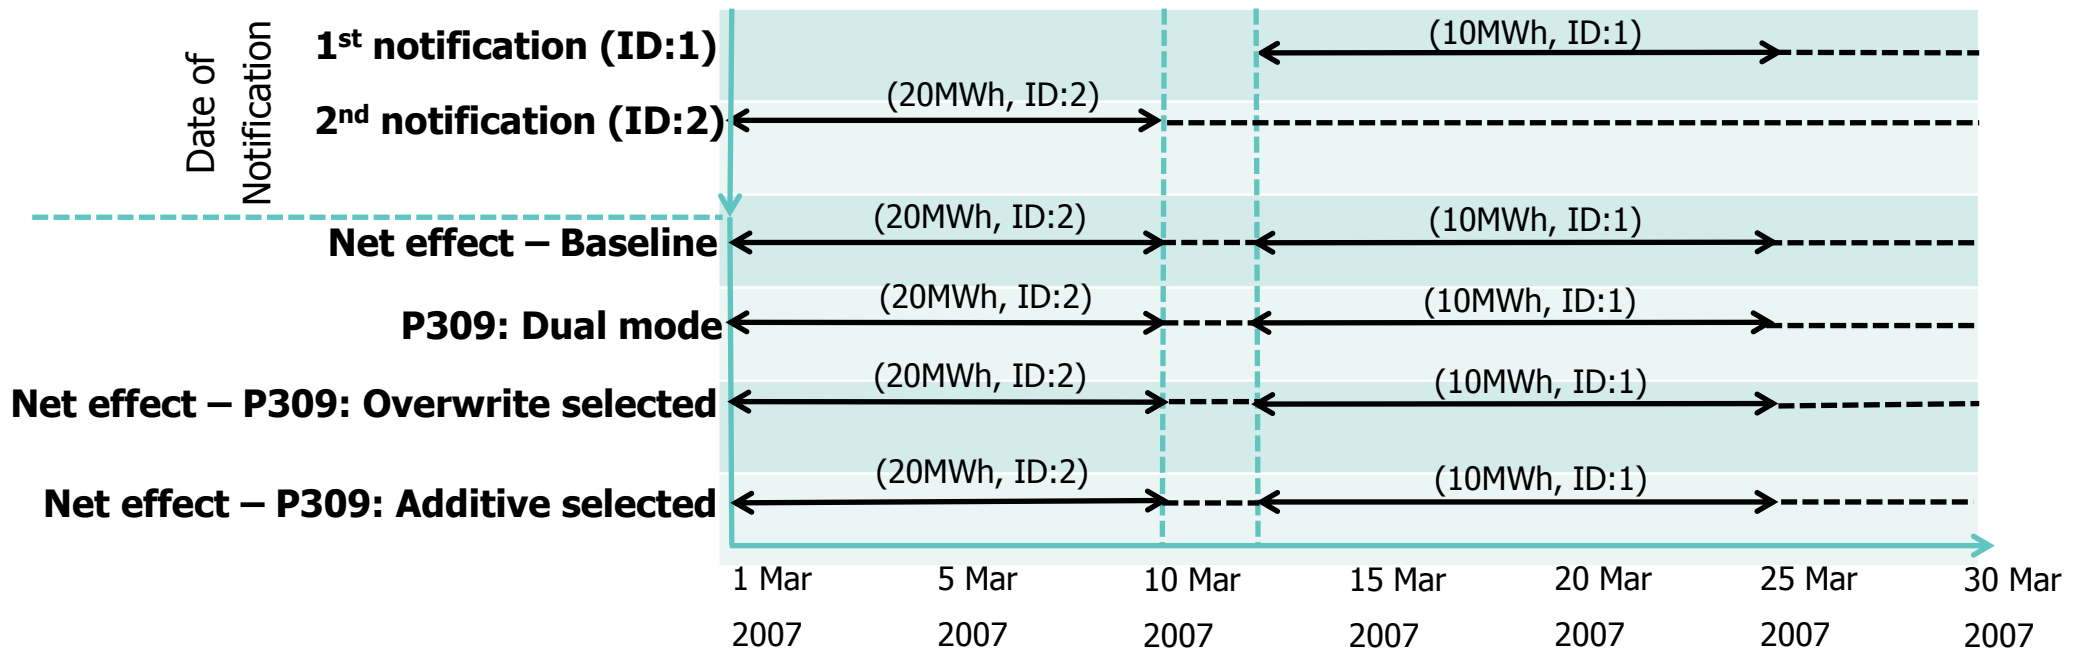 Date of
Notification
1st notification (ID:1)
(10MWh, ID:1)
2nd notification (ID:2)
(20MWh, ID:2)
Net effect – Baseline
(20MWh, ID:2)
(10MWh, ID:1)
P309: Dual mode
(20MWh, ID:2)
(10MWh, ID:1)
Net effect – P309: Overwrite selected
(20MWh, ID:2)
(10MWh, ID:1)
Net effect – P309: Additive selected
(20MWh, ID:2)
(10MWh, ID:1)
1 Mar 5 Mar 10 Mar 15 Mar 20 Mar 25 Mar 30 Mar
2007 2007 2007 2007 2007 2007 2007